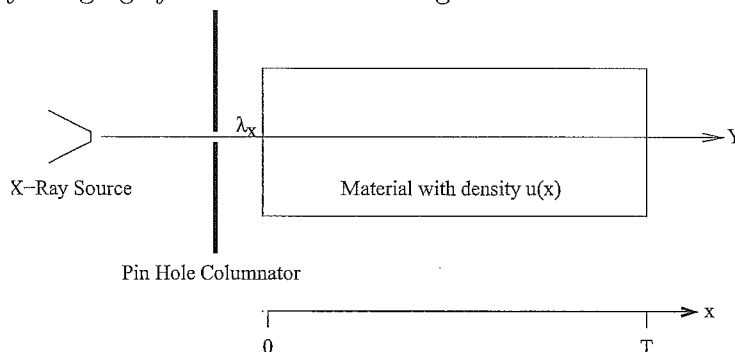 λx
Y
X-Ray Source
Material with density u(x)
Pin Hole Columnator
x
0
T